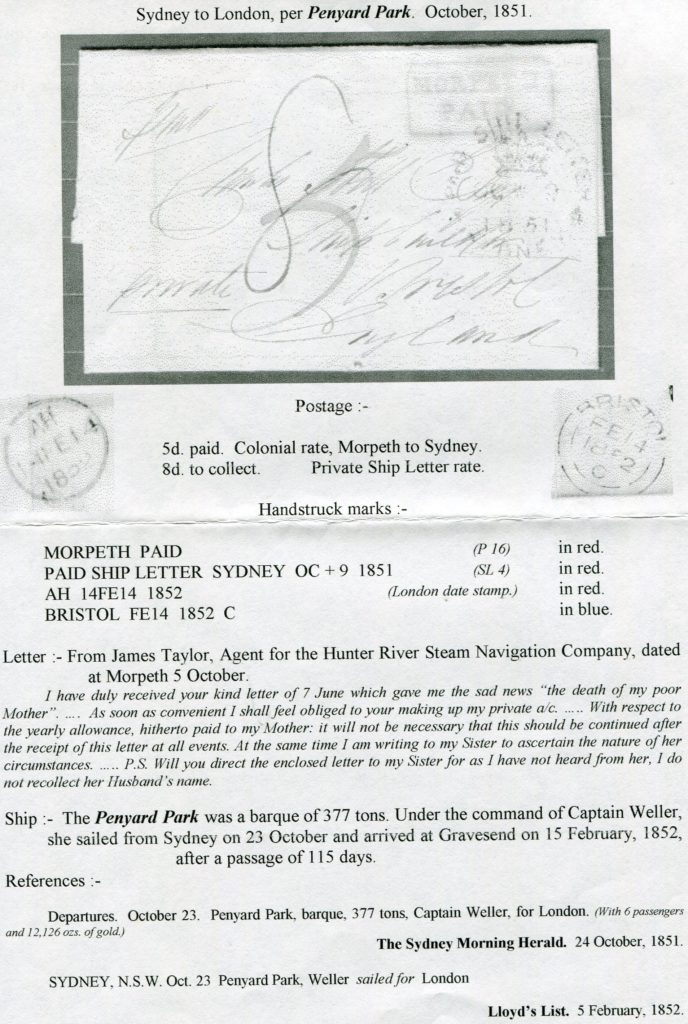 Sydney to London, per Penyard Park. October, 1851.
MORPETH
PAID
SHIP LETTER
1851
8
private
Bristol
England
Postage :-
5d. paid. Colonial rate, Morpeth to Sydney.
8d. to collect. Private Ship Letter rate.
AH
14FE14
1852
BRISTOL
FE14
1852
C
Handstruck marks :-
MORPETH PAID (P 16) in red.
PAID SHIP LETTER SYDNEY OC + 9 1851 (SL 4) in red.
AH 14FE14 1852 (London date stamp.) in red.
BRISTOL FE14 1852 C in blue.
Letter :- From James Taylor, Agent for the Hunter River Steam Navigation Company, dated
at Morpeth 5 October.
I have duly received your kind letter of 7 June which gave me the sad news “the death of my poor
Mother”. .... As soon as convenient I shall feel obliged to your making up my private a/c. ..... With respect to
the yearly allowance, hitherto paid to my Mother: it will not be necessary that this should be continued after
the receipt of this letter at all events. At the same time I am writing to my Sister to ascertain the nature of her
circumstances. ..... P.S. Will you direct the enclosed letter to my Sister for as I have not heard from her, I do
not recollect her Husband’s name.
Ship :- The Penyard Park was a barque of 377 tons. Under the command of Captain Weller,
she sailed from Sydney on 23 October and arrived at Gravesend on 15 February, 1852,
after a passage of 115 days.
References :-
Departures. October 23. Penyard Park, barque, 377 tons, Captain Weller, for London. (With 6 passengers
and 12,126 ozs. of gold.)
The Sydney Morning Herald. 24 October, 1851.
SYDNEY, N.S.W. Oct. 23 Penyard Park, Weller sailed for London
Lloyd’s List. 5 February, 1852.